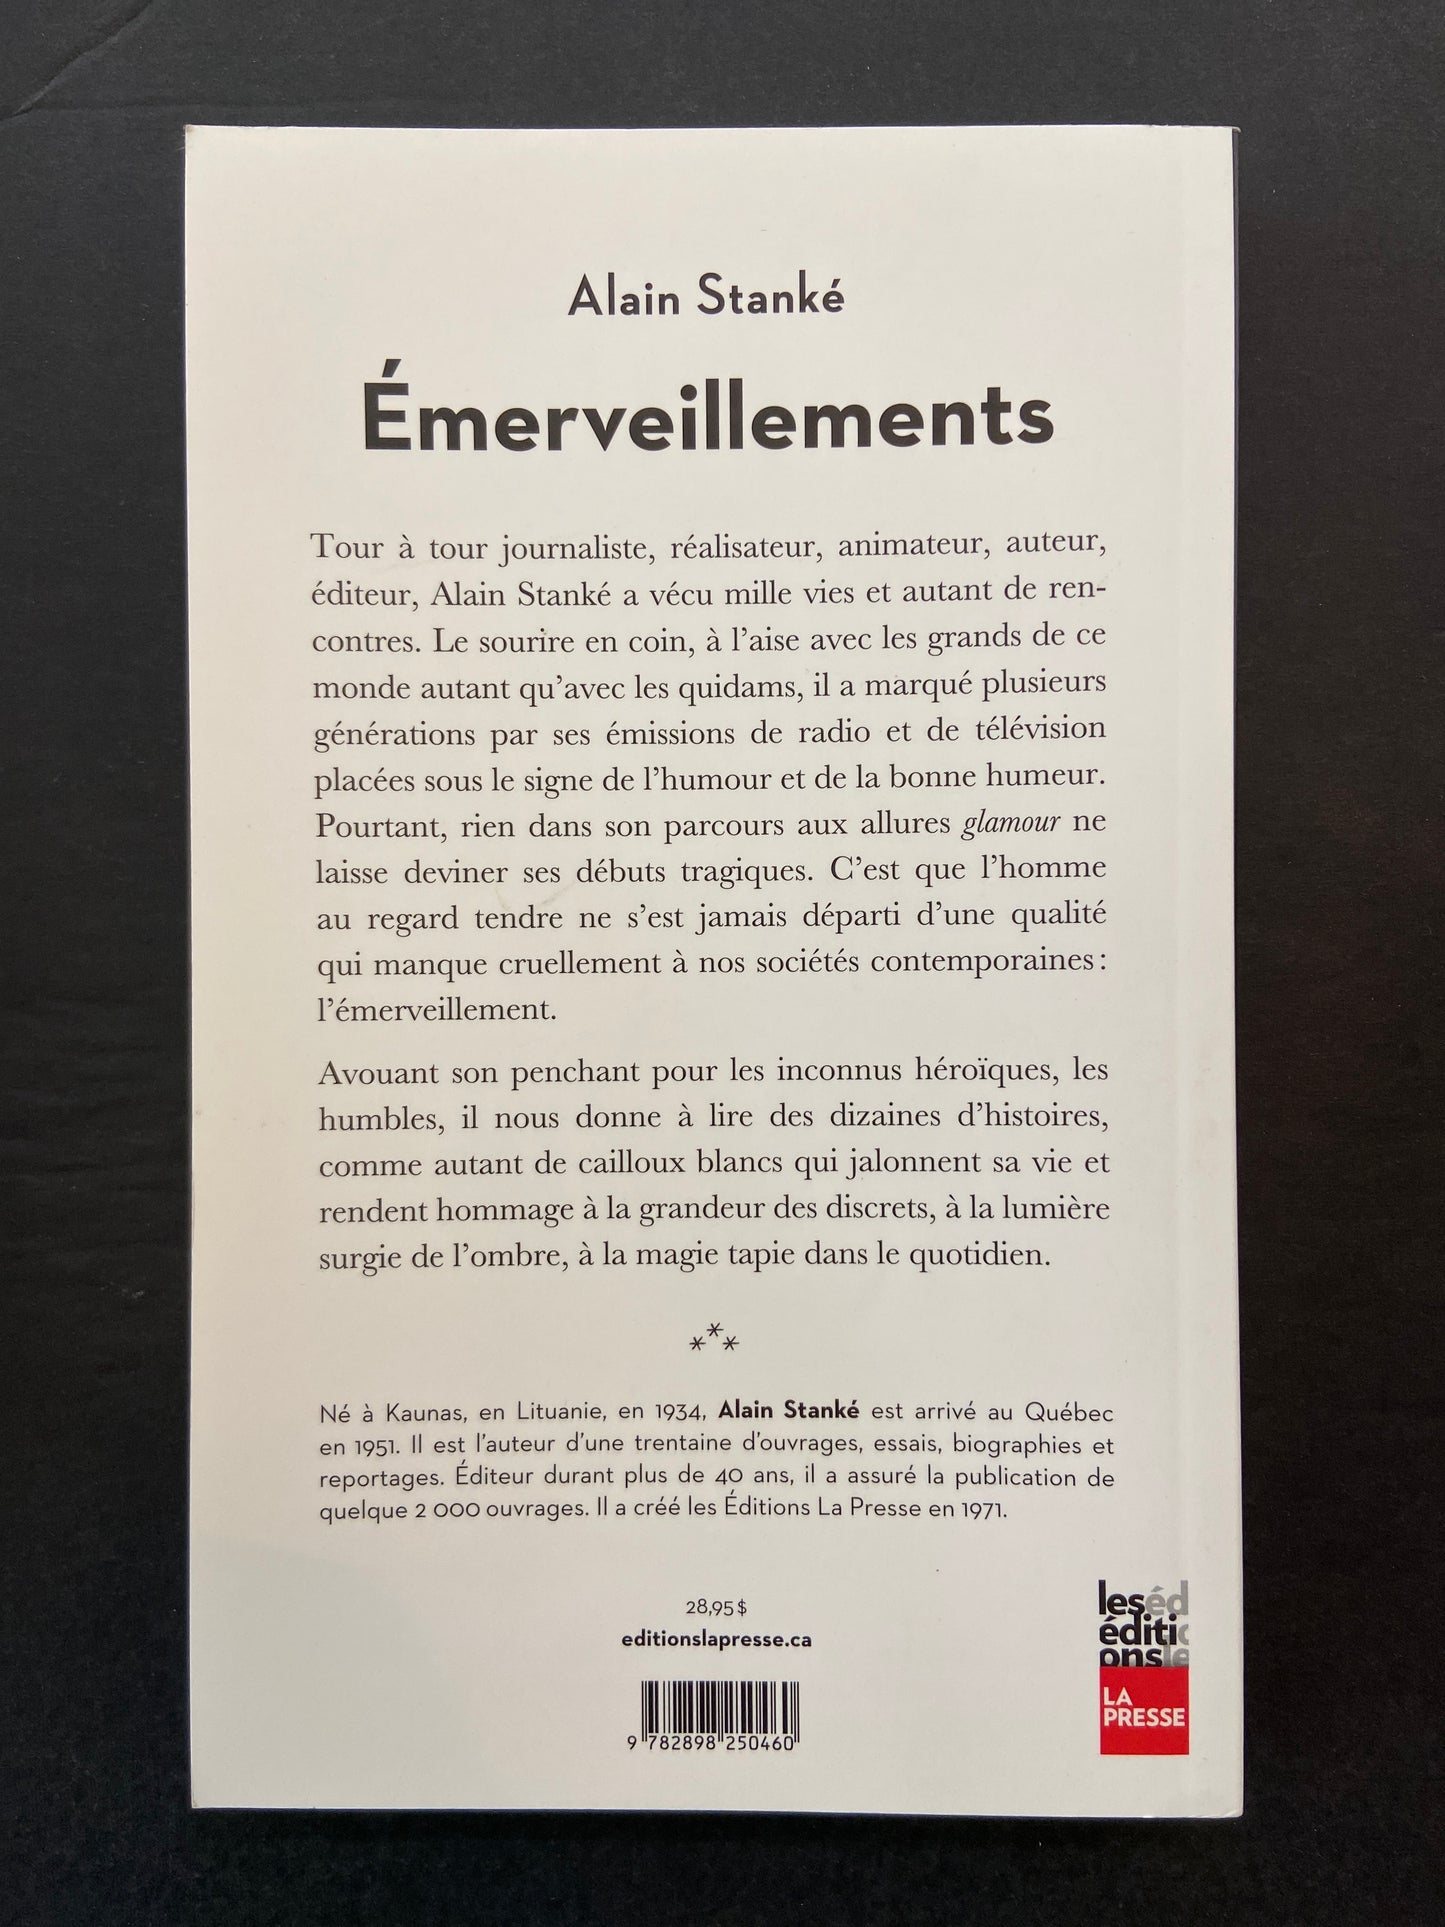 Alain Stanké
Émerveillements
Tour à tour journaliste, réalisateur, animateur, auteur,
éditeur, Alain Stanké a vécu mille vies et autant de ren-
contres. Le sourire en coin, à l’aise avec les grands de ce
monde autant qu’avec les quidams, il a marqué plusieurs
générations par ses émissions de radio et de télévision
placées sous le signe de l’humour et de la bonne humeur.
Pourtant, rien dans son parcours aux allures glamour ne
laisse deviner ses débuts tragiques. C’est que l’homme
au regard tendre ne s’est jamais départi d’une qualité
qui manque cruellement à nos sociétés contemporaines :
l’émerveillement.
Avouant son penchant pour les inconnus héroïques, les
humbles, il nous donne à lire des dizaines d’histoires,
comme autant de cailloux blancs qui jalonnent sa vie et
rendent hommage à la grandeur des discrets, à la lumière
surgie de l’ombre, à la magie tapie dans le quotidien.
***
Né à Kaunas, en Lituanie, en 1934, Alain Stanké est arrivé au Québec
en 1951. Il est l’auteur d’une trentaine d’ouvrages, essais, biographies et
reportages. Éditeur durant plus de 40 ans, il a assuré la publication de
quelque 2 000 ouvrages. Il a créé les Éditions La Presse en 1971.
28,95 $
editionslapresse.ca
9 782898 250460
leséd
éditic
onsle
LA
PRESSE